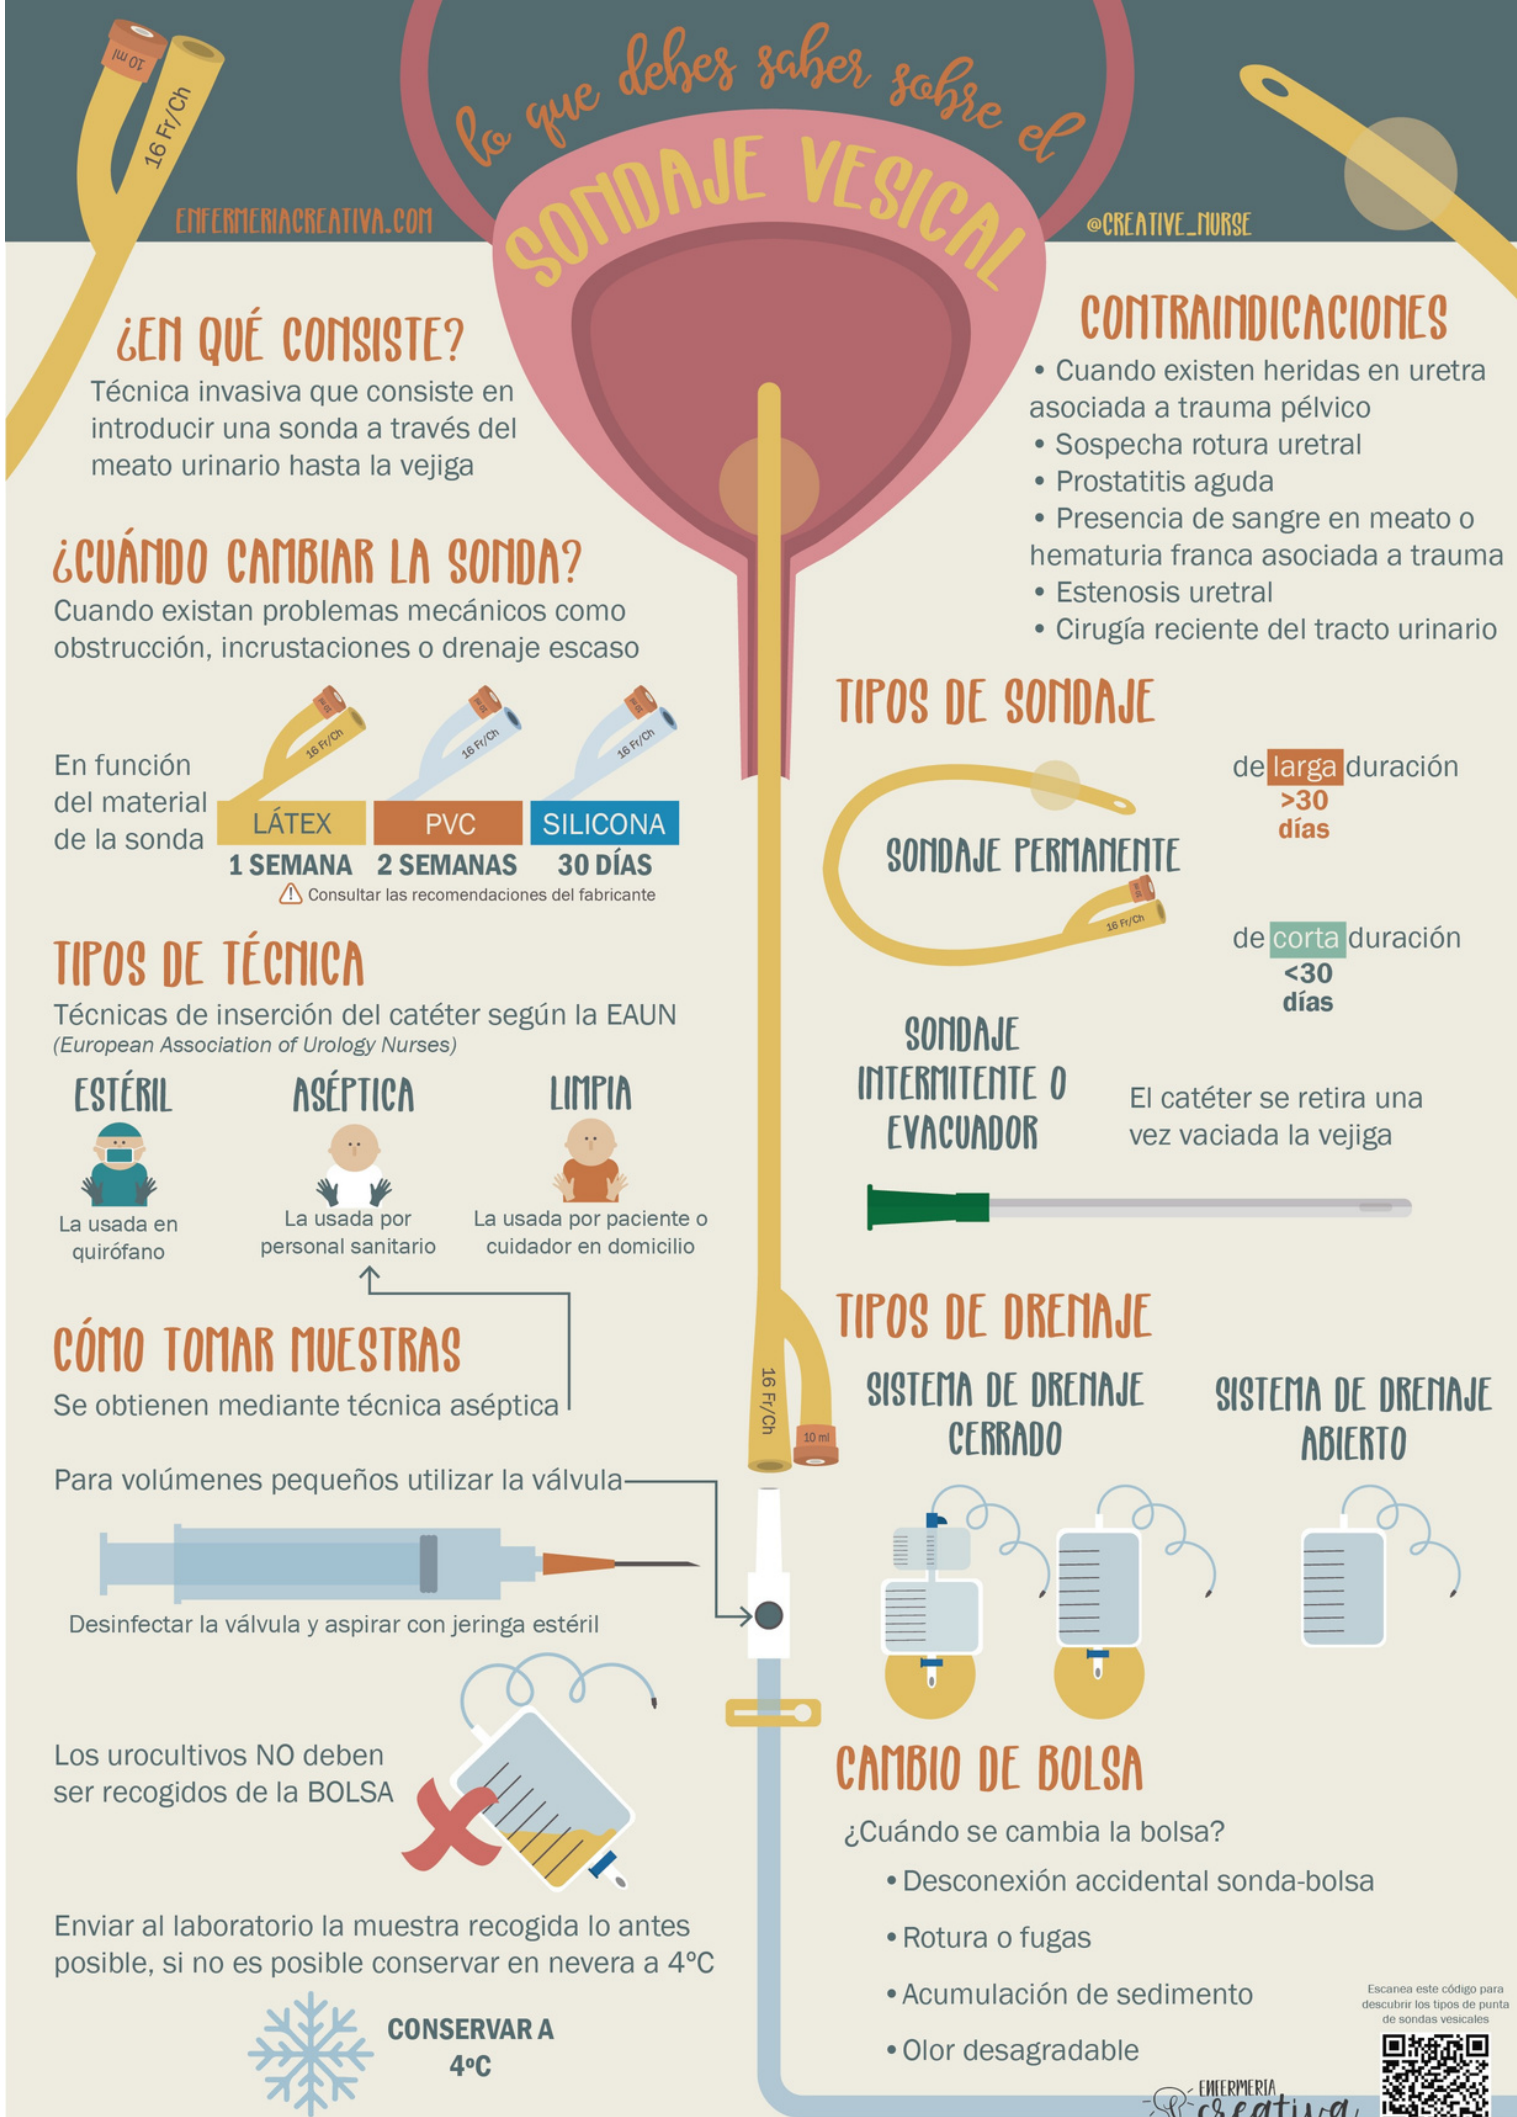 lo que debes saber sobre el
SONDAJE VESICAL
10 ml
16 Fr/Ch
ENFERMERIACREATIVA.COM
@CREATIVE_NURSE
¿EN QUÉ CONSISTE?
Técnica invasiva que consiste en
introducir una sonda a través del
meato urinario hasta la vejiga
¿CUÁNDO CAMBIAR LA SONDA?
Cuando existan problemas mecánicos como
obstrucción, incrustaciones o drenaje escaso
En función
del material
de la sonda
10 ml
16 Fr/Ch
10 ml
16 Fr/Ch
10 ml
16 Fr/Ch
LÁTEX PVC SILICONA
1 SEMANA 2 SEMANAS 30 DÍAS
Consultar las recomendaciones del fabricante
TIPOS DE TÉCNICA
Técnicas de inserción del catéter según la EAUN
(European Association of Urology Nurses)
ESTÉRIL
La usada en
quirófano
ASÉPTICA
La usada por
personal sanitario
LIMPIA
La usada por paciente o
cuidador en domicilio
CÓMO TOMAR MUESTRAS
Se obtienen mediante técnica aséptica
Para volúmenes pequeños utilizar la válvula
Desinfectar la válvula y aspirar con jeringa estéril
Los urocultivos NO deben
ser recogidos de la BOLSA
Enviar al laboratorio la muestra recogida lo antes
posible, si no es posible conservar en nevera a 4ºC
CONSERVAR A
4ºC
16 Fr/Ch
10 ml
CONTRAINDICACIONES
• Cuando existen heridas en uretra
asociada a trauma pélvico
• Sospecha rotura uretral
• Prostatitis aguda
• Presencia de sangre en meato o
hematuria franca asociada a trauma
• Estenosis uretral
• Cirugía reciente del tracto urinario
TIPOS DE SONDAJE
SONDAJE PERMANENTE
10 ml
16 Fr/Ch
de larga duración
>30
días
de corta duración
<30
días
SONDAJE
INTERMITENTE O
EVACUADOR
El catéter se retira una
vez vaciada la vejiga
TIPOS DE DRENAJE
SISTEMA DE DRENAJE
CERRADO
SISTEMA DE DRENAJE
ABIERTO
CAMBIO DE BOLSA
¿Cuándo se cambia la bolsa?
• Desconexión accidental sonda-bolsa
• Rotura o fugas
• Acumulación de sedimento
• Olor desagradable
Escanea este código para
descubrir los tipos de punta
de sondas vesicales
ENFERMERIA
creativa